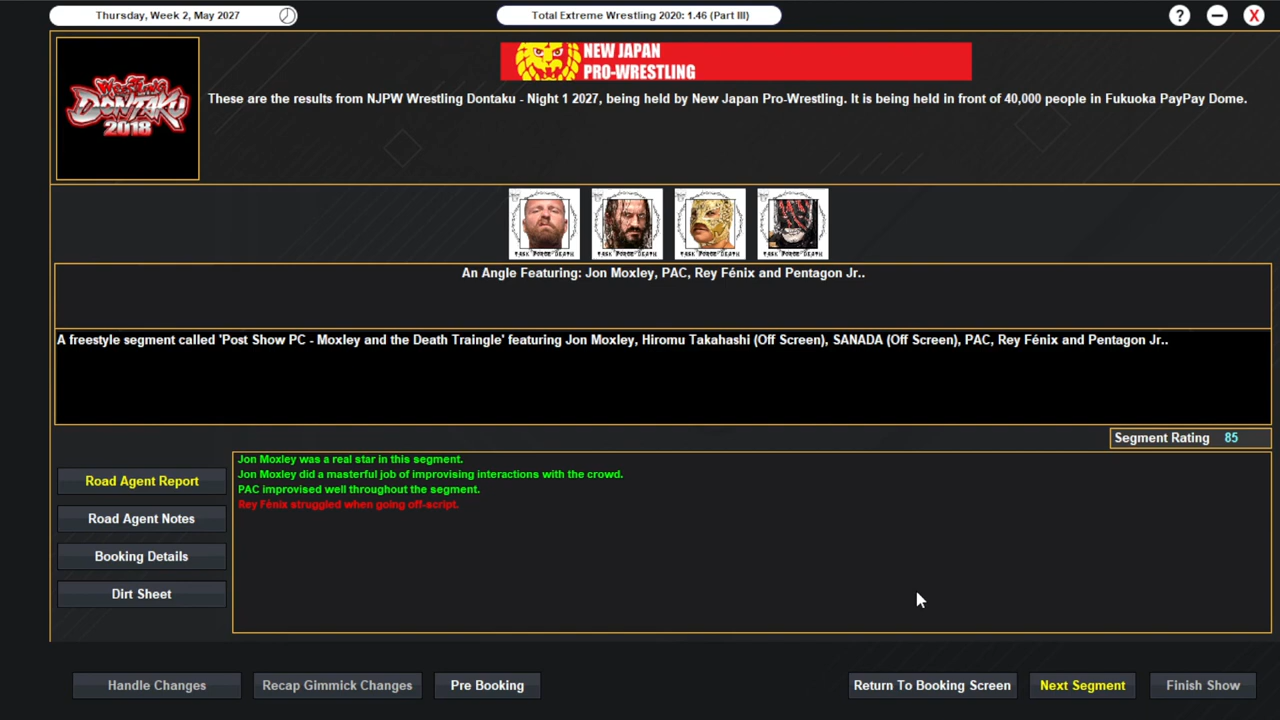 Thursday, Week 2, May 2027
Total Extreme Wrestling 2020: 1.46 (Part III)
?
X
WRESTLING
DONTAKU
2018
NEW JAPAN
PRO-WRESTLING
These are the results from NJPW Wrestling Dontaku - Night 1 2027, being held by New Japan Pro-Wrestling. It is being held in front of 40,000 people in Fukuoka PayPay Dome.
An Angle Featuring: Jon Moxley, PAC, Rey Fénix and Pentagon Jr..
A freestyle segment called 'Post Show PC - Moxley and the Death Traingle' featuring Jon Moxley, Hiromu Takahashi (Off Screen), SANADA (Off Screen), PAC, Rey Fénix and Pentagon Jr..
Segment Rating 85
Road Agent Report
Road Agent Notes
Booking Details
Dirt Sheet
Jon Moxley was a real star in this segment.
Jon Moxley did a masterful job of improvising interactions with the crowd.
PAC improvised well throughout the segment.
Rey Fénix struggled when going off-script.
Handle Changes
Recap Gimmick Changes
Pre Booking
Return To Booking Screen
Next Segment
Finish Show